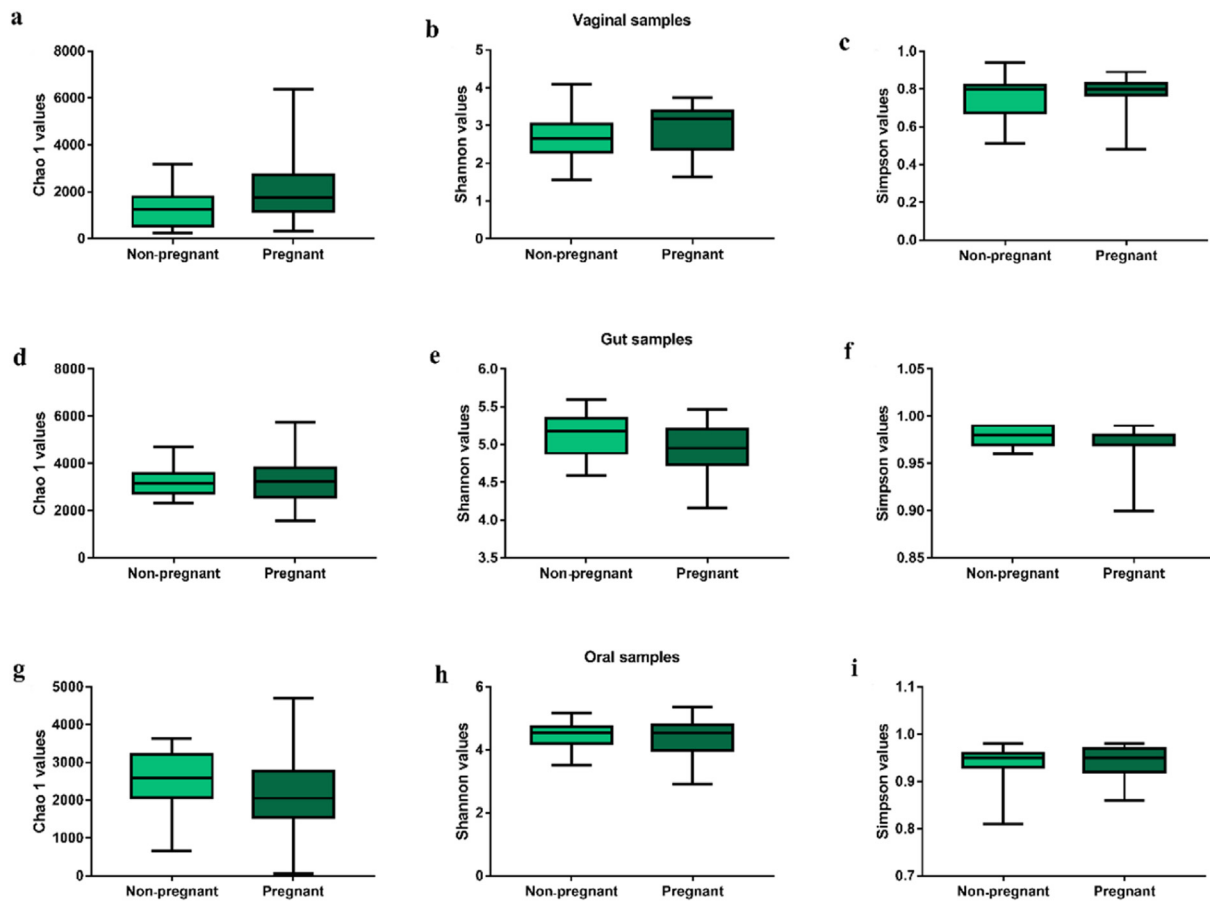 a
b
Vaginal samples
c
8000
6000
4000
2000
0
Chao 1 values
Non-pregnant
Pregnant
5
4
3
2
1
0
Shannon values
Non-pregnant
Pregnant
1.0
0.8
0.6
0.4
0.2
0.0
Simpson values
Non-pregnant
Pregnant
d
e
Gut samples
f
8000
6000
4000
2000
0
Chao 1 values
Non-pregnant
Pregnant
6.0
5.5
5.0
4.5
4.0
3.5
Shannon values
Non-pregnant
Pregnant
1.05
1.00
0.95
0.90
0.85
Simpson values
Non-pregnant
Pregnant
g
h
Oral samples
i
5000
4000
3000
2000
1000
0
Chao 1 values
Non-pregnant
Pregnant
6
4
2
0
Shannon values
Non-pregnant
Pregnant
1.1
1.0
0.9
0.8
0.7
Simpson values
Non-pregnant
Pregnant